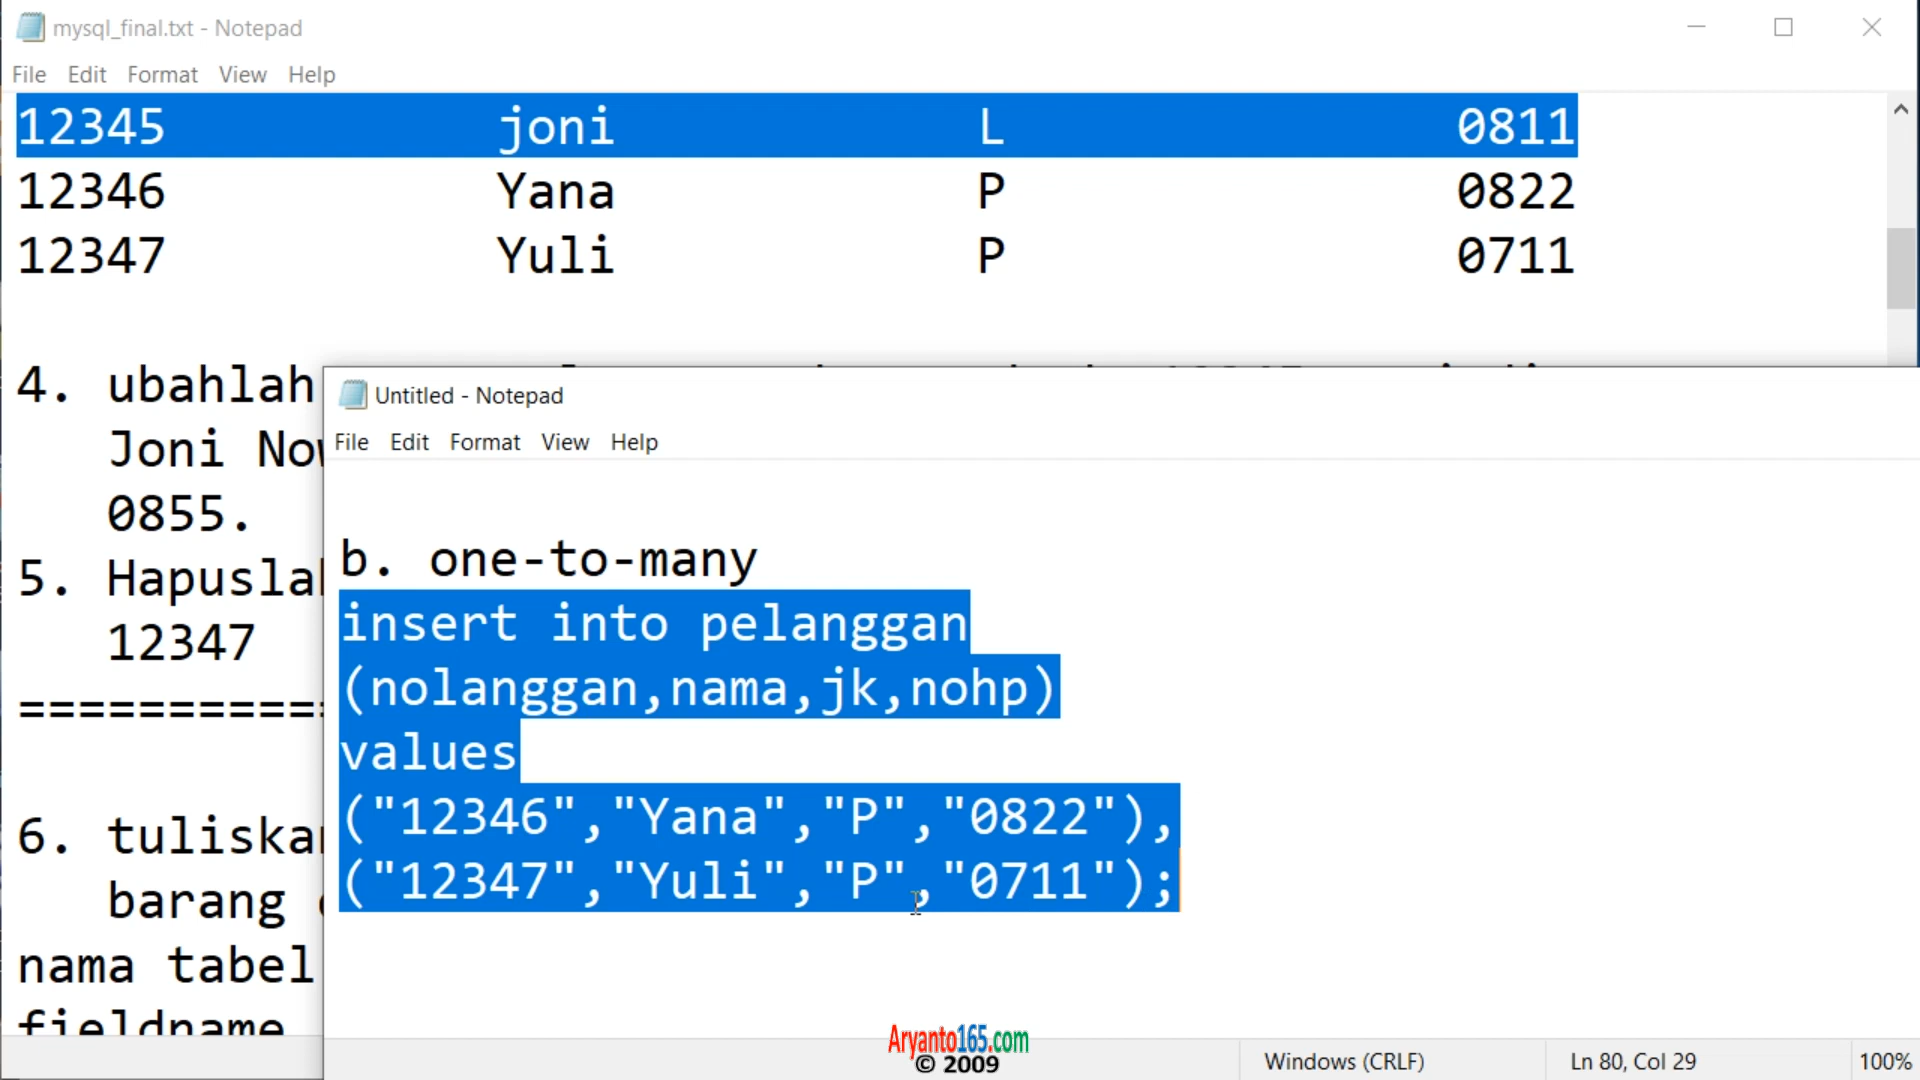 mysql_final.txt - Notepad
File Edit Format View Help
12345 joni L 0811
12346 Yana P 0822
12347 Yuli P 0711
4. ubahlah
Joni
0855.
5.
12347
===========
6.
barang
nama tabel
fieldname
Untitled - Notepad
File Edit Format View Help
b. one-to-many
insert into pelanggan
(nolanggan,nama,jk,nohp)
values
("12346","Yana","P","0822"),
("12347","Yuli","P","0711");
Aryanto165.com
© 2009
Windows (CRLF) Ln 80, Col 29 100%